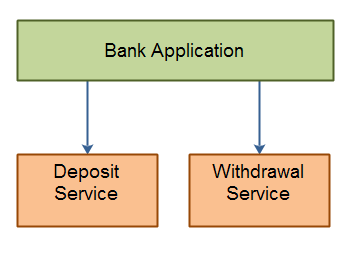 Bank Application
Deposit
Service
Withdrawal
Service